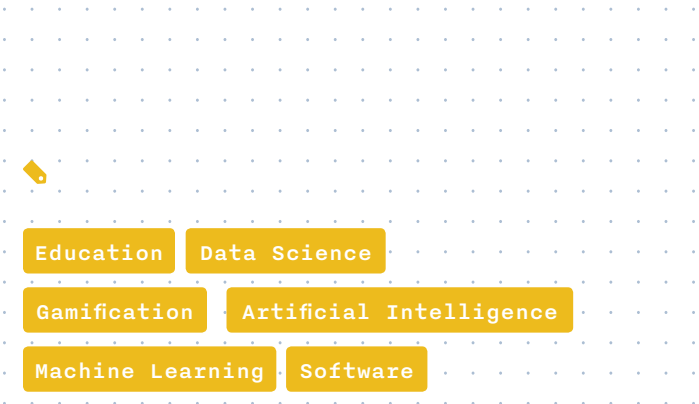 Education Data Science
Gamification Artificial Intelligence
Machine Learning Software